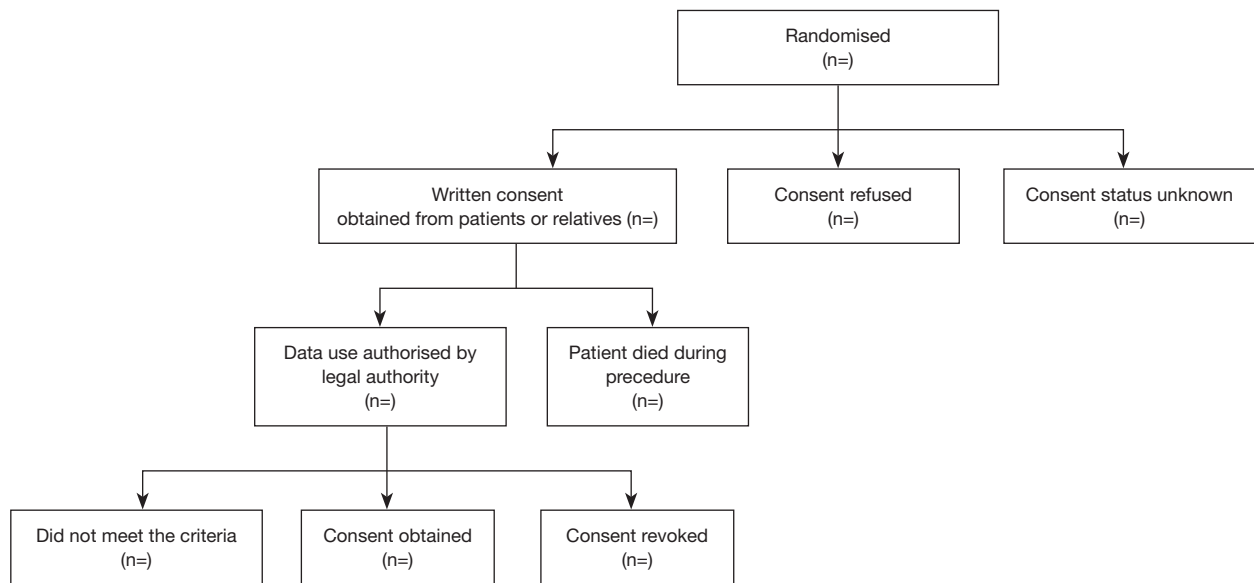 Randomised
(n=)
Written consent
obtained from patients or relatives (n=)
Consent refused
(n=)
Consent status unknown
(n=)
Data use authorised by
legal authority
(n=)
Patient died during
precedure
(n=)
Did not meet the criteria
(n=)
Consent obtained
(n=)
Consent revoked
(n=)